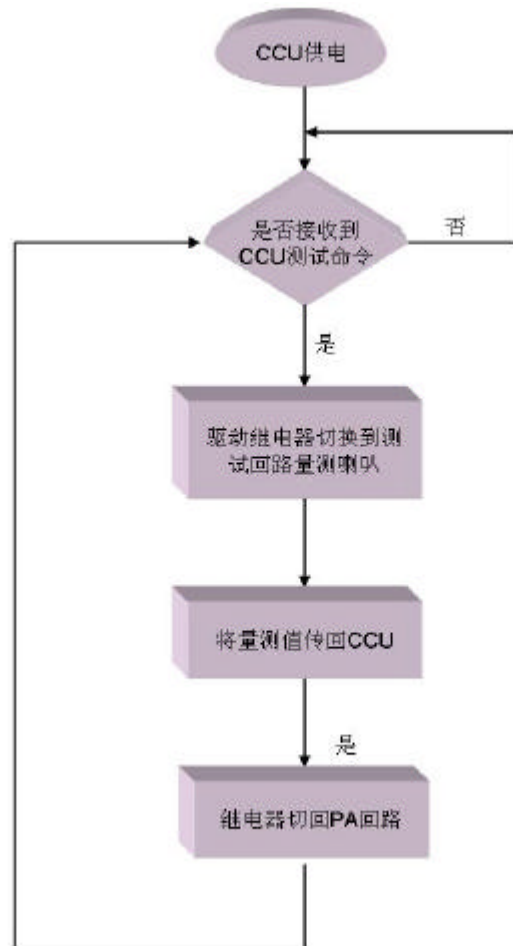 CCU供电
是否接收到
CCU测试命令
否
是
驱动继电器切换到测
试回路量测喇叭
将量测值传回CCU
是
继电器切回PA回路